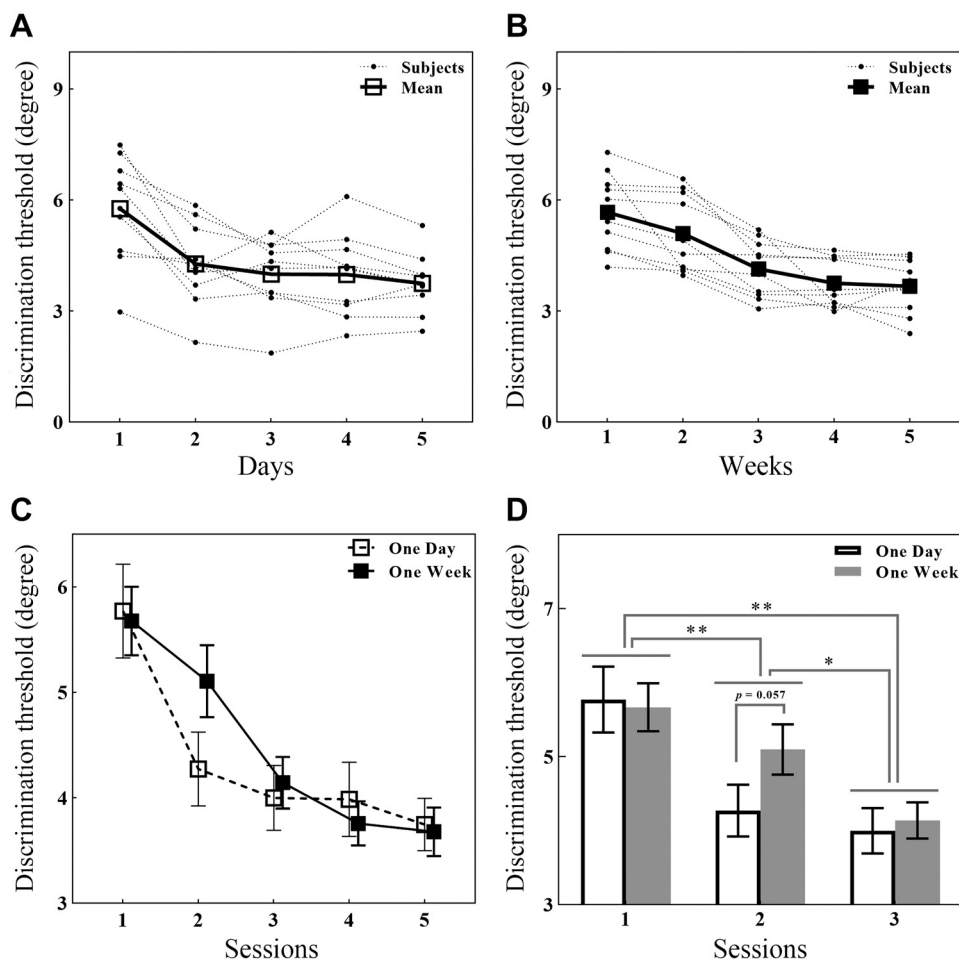 A
Discrimination threshold (degree)
9
6
3
0
Subjects
Mean
1 2 3 4 5
Days
B
Discrimination threshold (degree)
9
6
3
0
Subjects
Mean
1 2 3 4 5
Weeks
C
Discrimination threshold (degree)
6
5
4
3
One Day
One Week
1 2 3 4 5
Sessions
D
Discrimination threshold (degree)
7
5
3
One Day
One Week
**
**
*
p = 0.057
1 2 3
Sessions